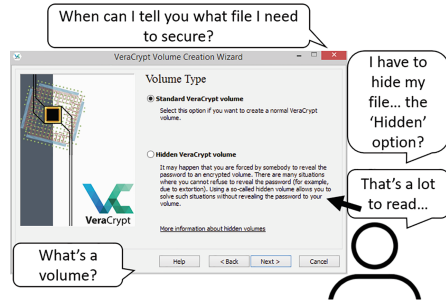 When can I tell you what file I need
to secure?
VeraCrypt Volume Creation Wizard
Volume Type
Standard VeraCrypt volume
Select this option if you want to create a normal VeraCrypt
volume.
Hidden VeraCrypt volume
It may happen that you are forced by somebody to reveal the
password to an encrypted volume. There are many situations
where you cannot refuse to reveal the password (for example,
due to extortion). Using a so-called hidden volume allows you to
solve such situations without revealing the password to your
volume.
More information about hidden volumes
VeraCrypt
Help
< Back
Next >
Cancel
I have to
hide my
file... the
‘Hidden’
option?
That’s a lot
to read...
What’s a
volume?